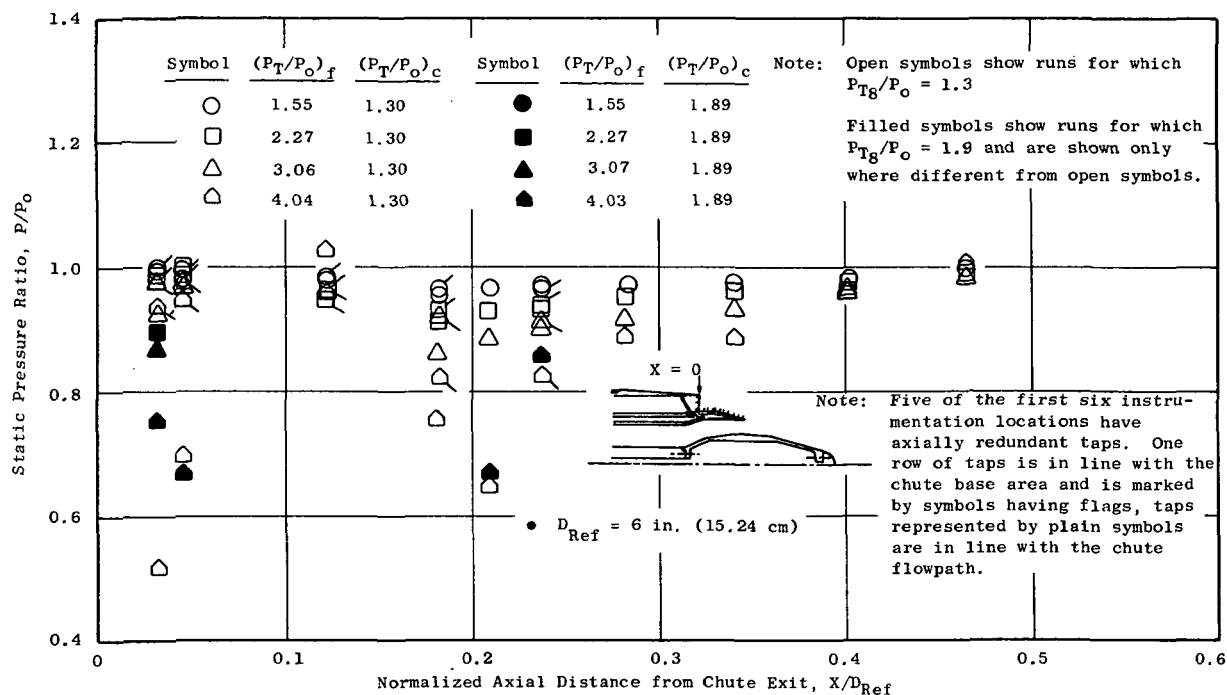 1.4
1.2
1.0
0.8
0.6
0.4
Static Pressure Ratio, P/P₀
Symbol (P_T/P_o)_f (P_T/P_o)_c Symbol (P_T/P_o)_f (P_T/P_o)_c
1.55 1.30 1.55 1.89
2.27 1.30 2.27 1.89
3.06 1.30 3.07 1.89
4.04 1.30 4.03 1.89
Note: Open symbols show runs for which
P_T8/P_o = 1.3
Filled symbols show runs for which
P_T8/P_o = 1.9 and are shown only
where different from open symbols.
X = 0
Note: Five of the first six instru-
mentation locations have
axially redundant taps. One
row of taps is in line with the
chute base area and is marked
by symbols having flags, taps
represented by plain symbols
are in line with the chute
flowpath.
• D_Ref = 6 in. (15.24 cm)
0 0.1 0.2 0.3 0.4 0.5 0.6
Normalized Axial Distance from Chute Exit, X/D_Ref